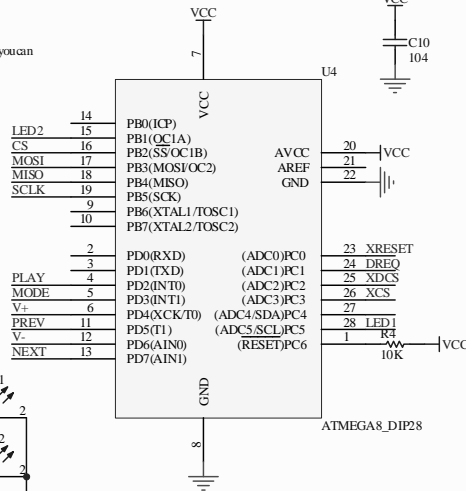 VCC
VCC
youcan
C10
104
7
U4
VCC
14 PB0(ICP)
LED2 15 PB1(OC1A)
CS 16 PB2(SS/OC1B)
MOSI 17 PB3(MOSI/OC2)
MISO 18 PB4(MISO)
SCLK 19 PB5(SCK)
9 PB6(XTAL1/TOSC1)
10 PB7(XTAL2/TOSC2)
AVCC 20 VCC
AREF 21
GND 22
2 PD0(RXD)
3 PD1(TXD)
PLAY 4 PD2(INT0)
MODE 5 PD3(INT1)
V+ 6 PD4(XCK/T0)
PREV 11 PD5(T1)
V- 12 PD6(AIN0)
NEXT 13 PD7(AIN1)
(ADC0)PC0 23 XRESET
(ADC1)PC1 24 DREQ
(ADC2)PC2 25 XDCS
(ADC3)PC3 26 XCS
(ADC4/SDA)PC4 27
(ADC5/SCL)PC5 28 LED1
(RESET)PC6 1 R4 VCC
10K
GND
8
ATMEGA8_DIP28
1
2
2
2